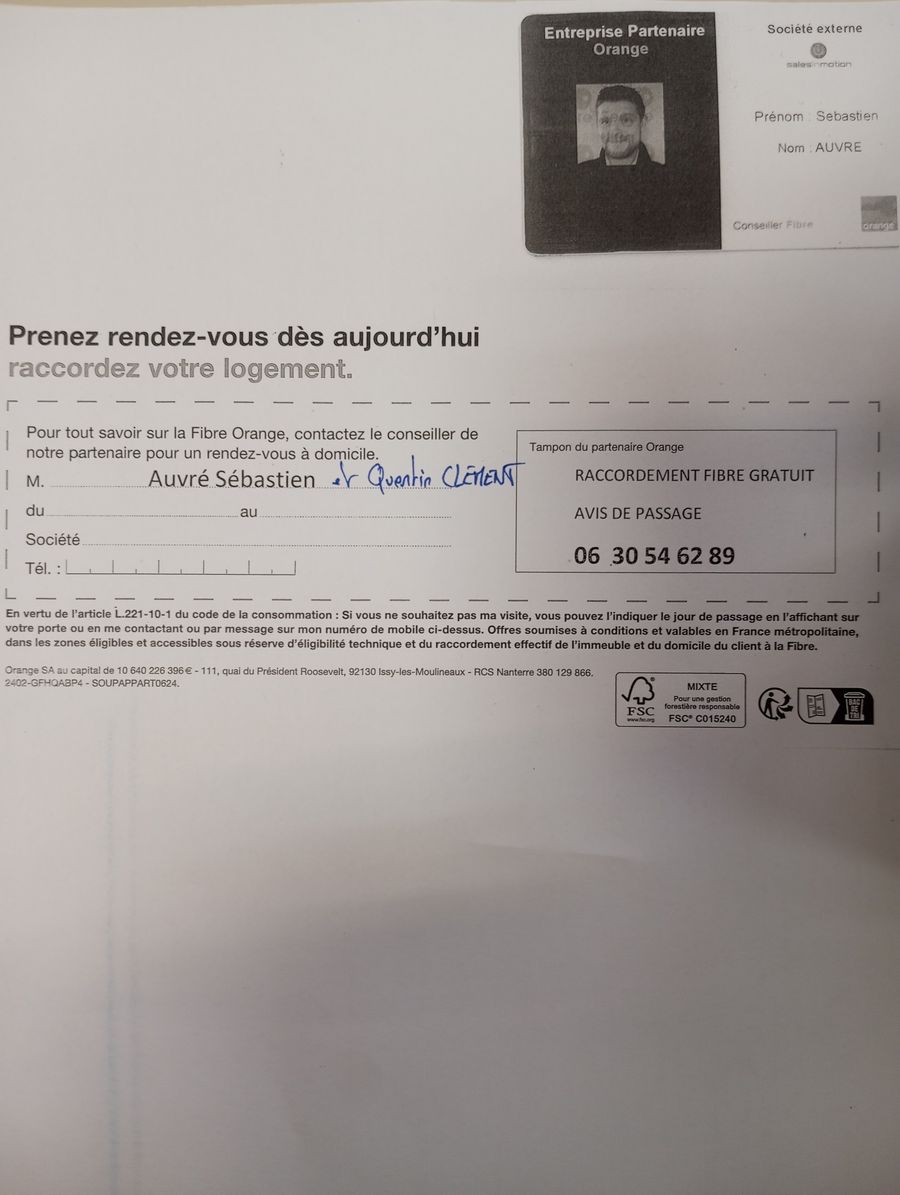 Entreprise Partenaire
Orange
Société externe
salesinmotion
Prénom : Sebastien
Nom : AUVRE
Conseiller Fibre
orange
Prenez rendez-vous dès aujourd'hui
raccordez votre logement.
Pour tout savoir sur la Fibre Orange, contactez le conseiller de
notre partenaire pour un rendez-vous à domicile.
M. Auvré Sébastien et Quentin CLÉMENT
du au
Société
Tél. :
Tampon du partenaire Orange
RACCORDEMENT FIBRE GRATUIT
AVIS DE PASSAGE
06 30 54 62 89
En vertu de l'article L.221-10-1 du code de la consommation : Si vous ne souhaitez pas ma visite, vous pouvez l'indiquer le jour de passage en l'affichant sur
votre porte ou en me contactant ou par message sur mon numéro de mobile ci-dessus. Offres soumises à conditions et valables en France métropolitaine,
dans les zones éligibles et accessibles sous réserve d'éligibilité technique et du raccordement effectif de l'immeuble et du domicile du client à la Fibre.
Orange SA au capital de 10 640 226 396 € - 111, quai du Président Roosevelt, 92130 Issy-les-Moulineaux - RCS Nanterre 380 129 866.
2402-GFHQABP4 - SOUPAPPART0624.
FSC
www.fsc.org
MIXTE
Pour une gestion
forestière responsable
FSC® C015240
BAC
DE
TRI